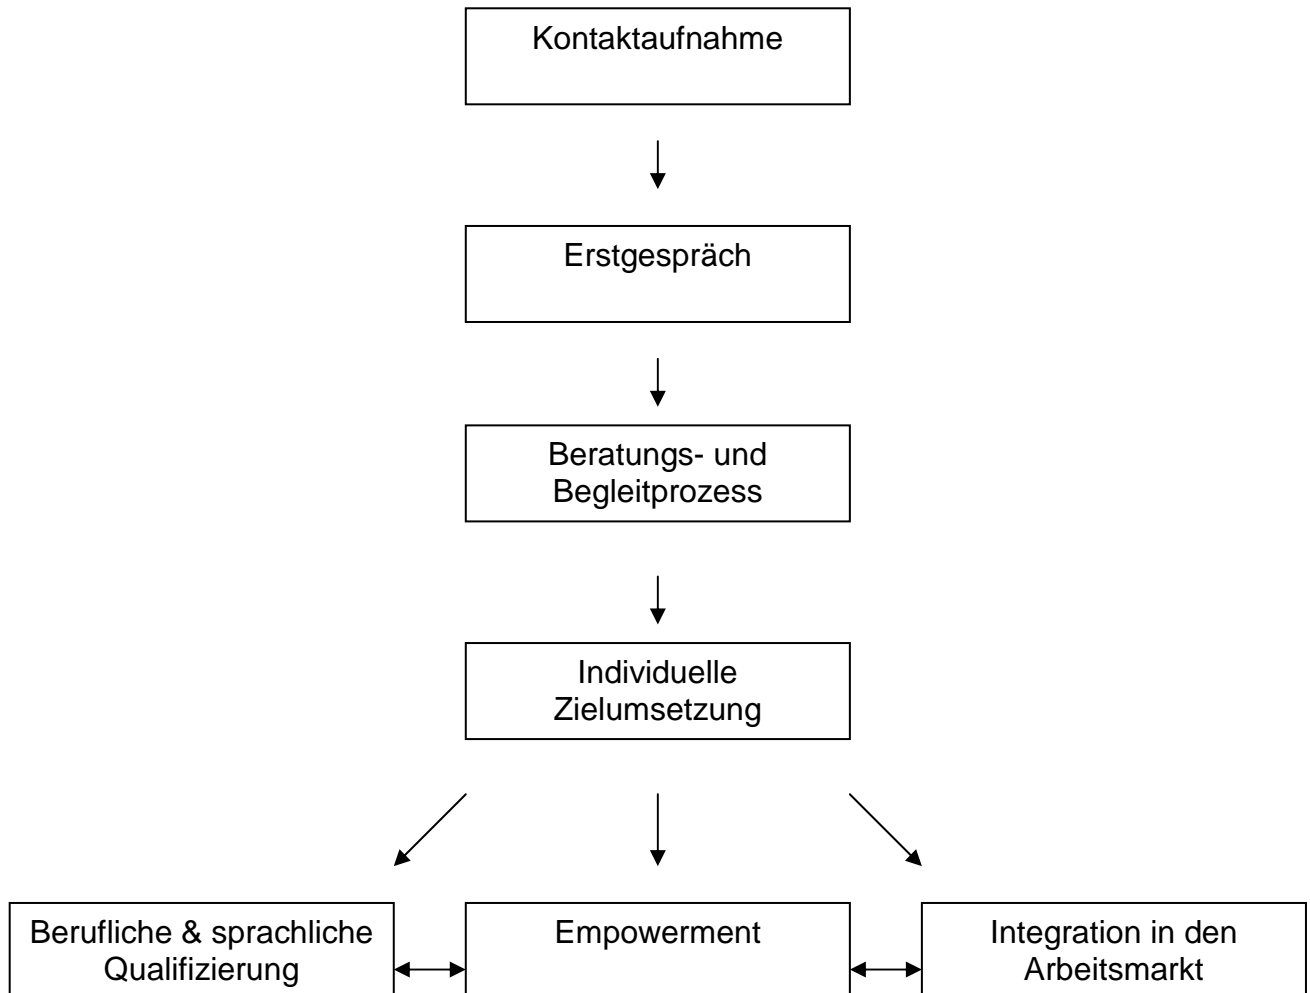 Kontaktaufnahme
Erstgespräch
Beratungs- und
Begleitprozess
Individuelle
Zielumsetzung
Berufliche & sprachliche
Qualifizierung
Empowerment
Integration in den
Arbeitsmarkt